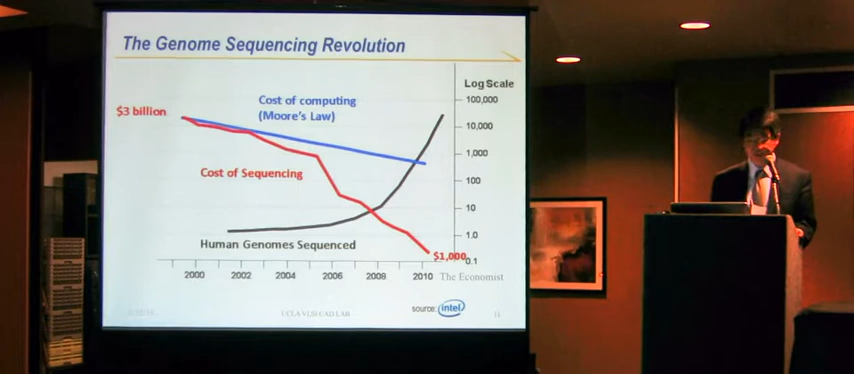 The Genome Sequencing Revolution
Log Scale
100,000
$3 billion
Cost of computing
(Moore's Law)
10,000
1,000
Cost of Sequencing
100
10
1.0
Human Genomes Sequenced
$1,000
0.1
2000 2002 2004 2006 2008 2010 The Economist
source: intel
UCLA VLSI CAD LAB